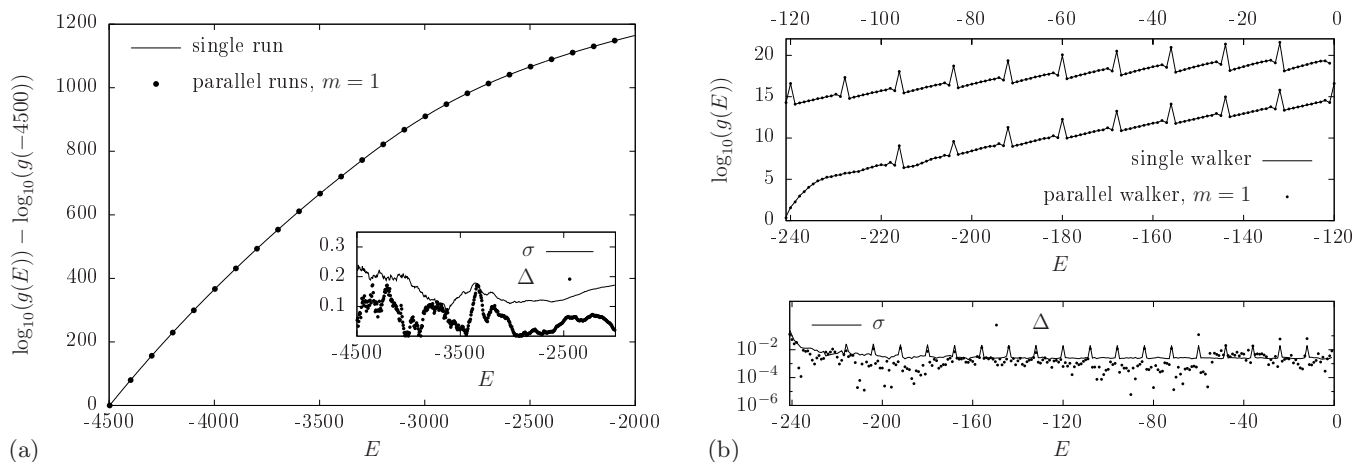 log₁₀(g(E)) − log₁₀(g(−4500))
1200
1000
800
600
400
200
0
single run
parallel runs, m = 1
0.3
0.2
0.1
σ
Δ
-4500 -3500 -2500
E
-4500 -4000 -3500 -3000 -2500 -2000
E
(a)
-120 -100 -80 -60 -40 -20 0
log₁₀(g(E))
20
15
10
5
0
single walker
parallel walker, m = 1
-240 -220 -200 -180 -160 -140 -120
E
σ Δ
10⁻²
10⁻⁴
10⁻⁶
-240 -200 -160 -120 -80 -40 0
E
(b)